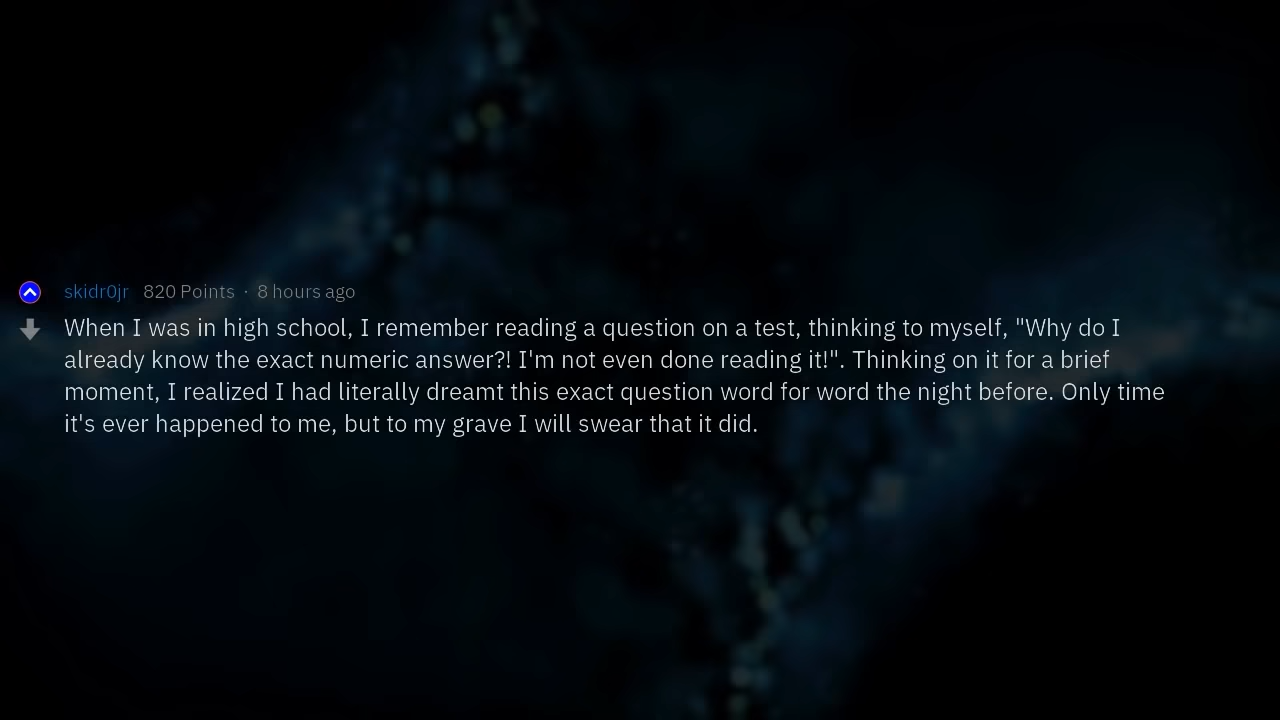 skidr0jr 820 Points · 8 hours ago
When I was in high school, I remember reading a question on a test, thinking to myself, "Why do I
already know the exact numeric answer?! I'm not even done reading it!". Thinking on it for a brief
moment, I realized I had literally dreamt this exact question word for word the night before. Only time
it's ever happened to me, but to my grave I will swear that it did.